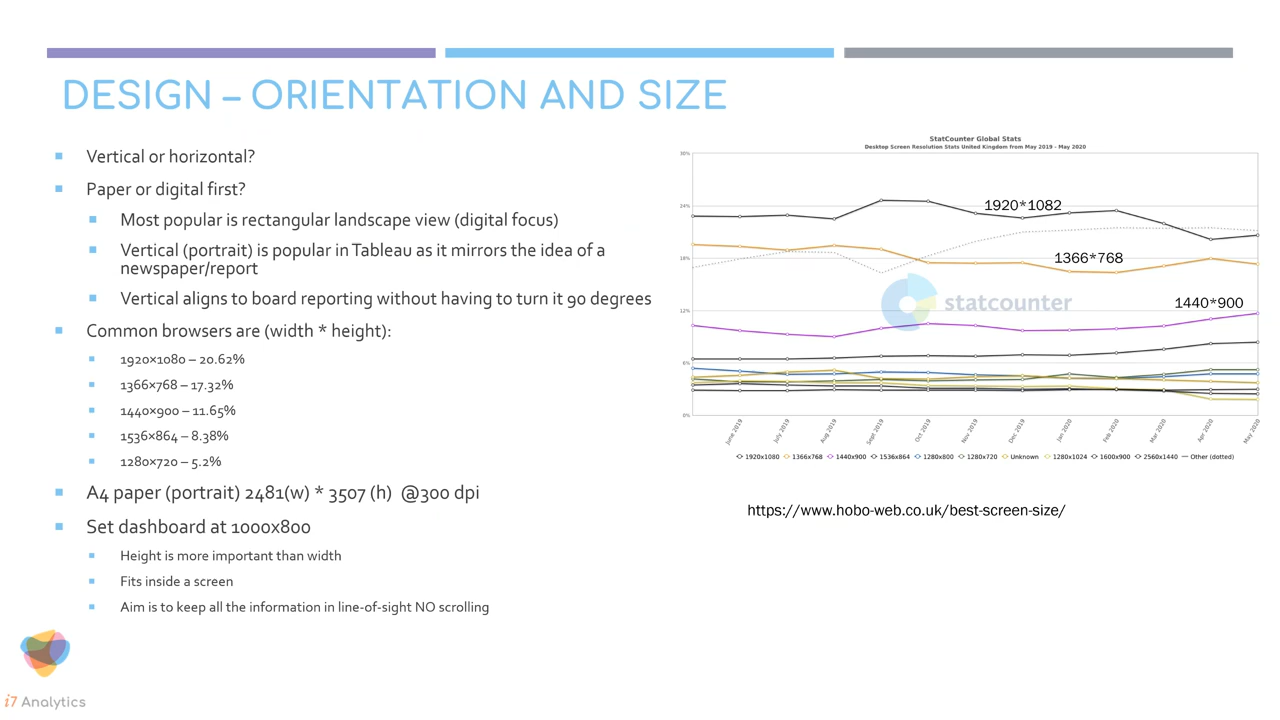 DESIGN – ORIENTATION AND SIZE
Vertical or horizontal?
Paper or digital first?
Most popular is rectangular landscape view (digital focus)
Vertical (portrait) is popular in Tableau as it mirrors the idea of a
newspaper/report
Vertical aligns to board reporting without having to turn it 90 degrees
Common browsers are (width * height):
1920×1080 – 20.62%
1366×768 – 17.32%
1440×900 – 11.65%
1536×864 – 8.38%
1280×720 – 5.2%
A4 paper (portrait) 2481(w) * 3507 (h) @300 dpi
Set dashboard at 1000x800
Height is more important than width
Fits inside a screen
Aim is to keep all the information in line-of-sight NO scrolling
StatCounter Global Stats
Desktop Screen Resolution Stats United Kingdom from May 2019 - May 2020
30%
24%
18%
12%
6%
0%
1920*1082
1366*768
1440*900
statcounter
June 2019
July 2019
Aug 2019
Sept 2019
Oct 2019
Nov 2019
Dec 2019
Jan 2020
Feb 2020
Mar 2020
Apr 2020
May 2020
1920x1080 1366x768 1440x900 1536x864 1280x800 1280x720 Unknown 1280x1024 1600x900 2560x1440 Other (dotted)
https://www.hobo-web.co.uk/best-screen-size/
i7 Analytics